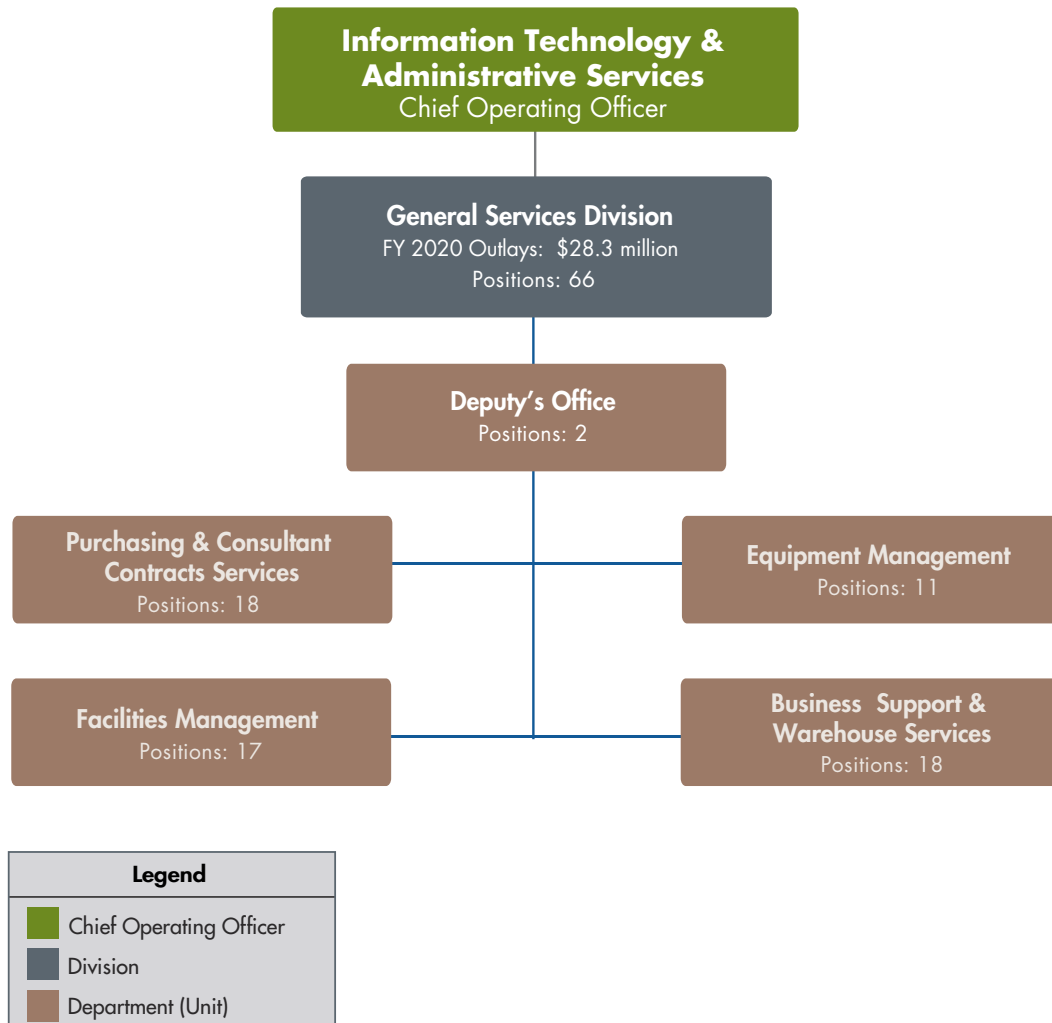 Information Technology &
Administrative Services
Chief Operating Officer
General Services Division
FY 2020 Outlays: $28.3 million
Positions: 66
Deputy’s Office
Positions: 2
Purchasing & Consultant
Contracts Services
Positions: 18
Equipment Management
Positions: 11
Facilities Management
Positions: 17
Business Support &
Warehouse Services
Positions: 18
Legend
Chief Operating Officer
Division
Department (Unit)